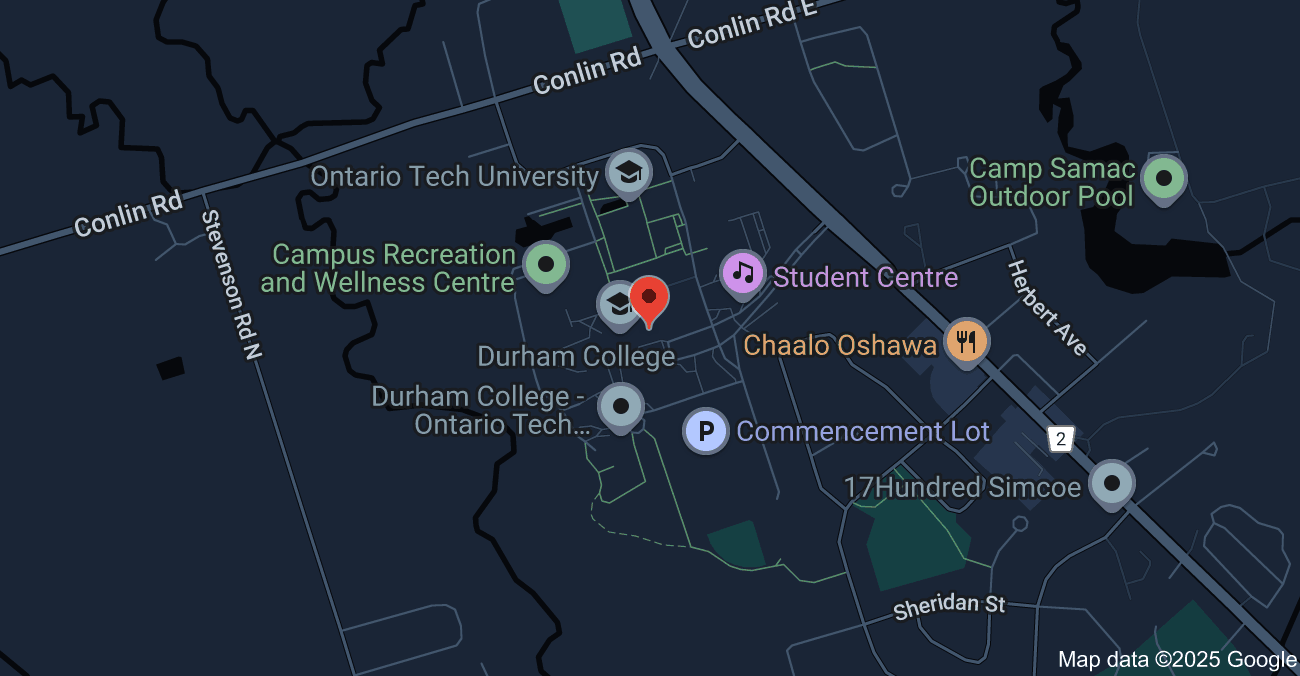 Conlin Rd E
Conlin Rd
Ontario Tech University
Camp Samac
Outdoor Pool
Conlin Rd
Stevenson Rd N
Campus Recreation
and Wellness Centre
Student Centre
Herbert Ave
Chaalo Oshawa
Durham College
Durham College -
Ontario Tech...
P
Commencement Lot
2
17Hundred Simcoe
Sheridan St
Map data ©2025 Google